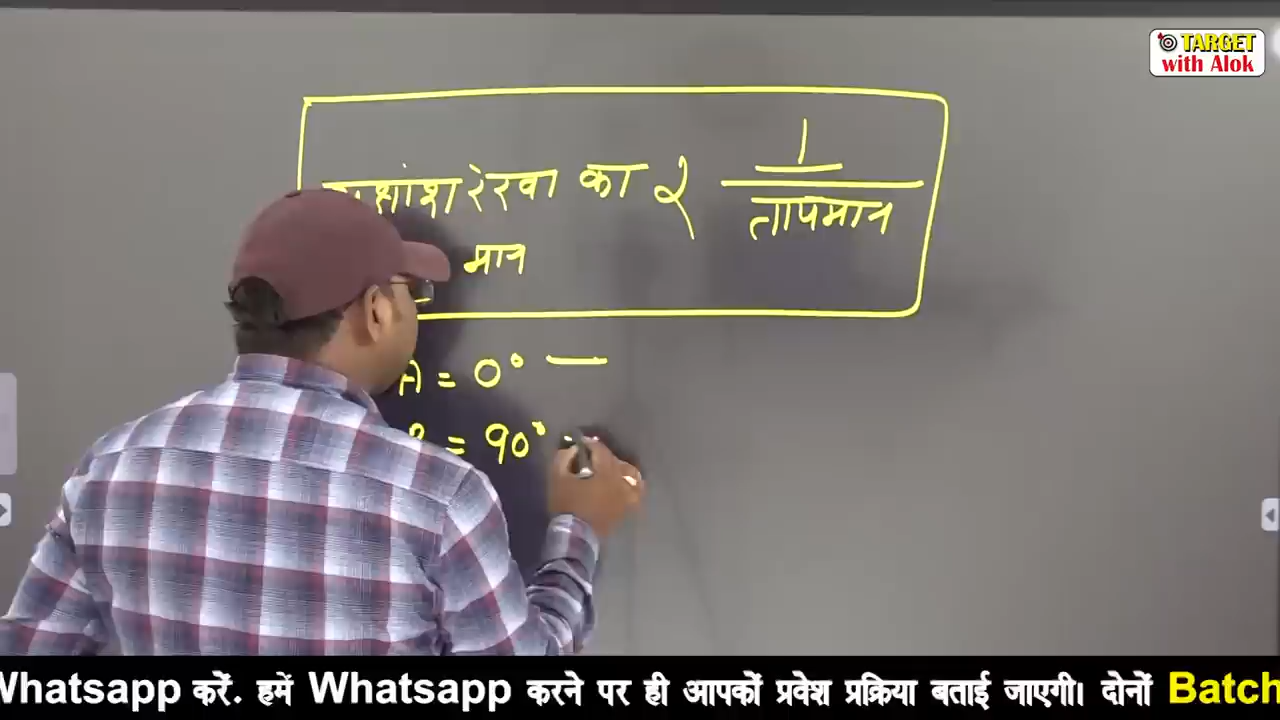 TARGET
with Alok
रेखा का २ 1
तापमान
मान
A = 0° —
= 90°
Whatsapp करें. हमें Whatsapp करने पर ही आपकों प्रवेश प्रक्रिया बताई जाएगी। दोनों Batch